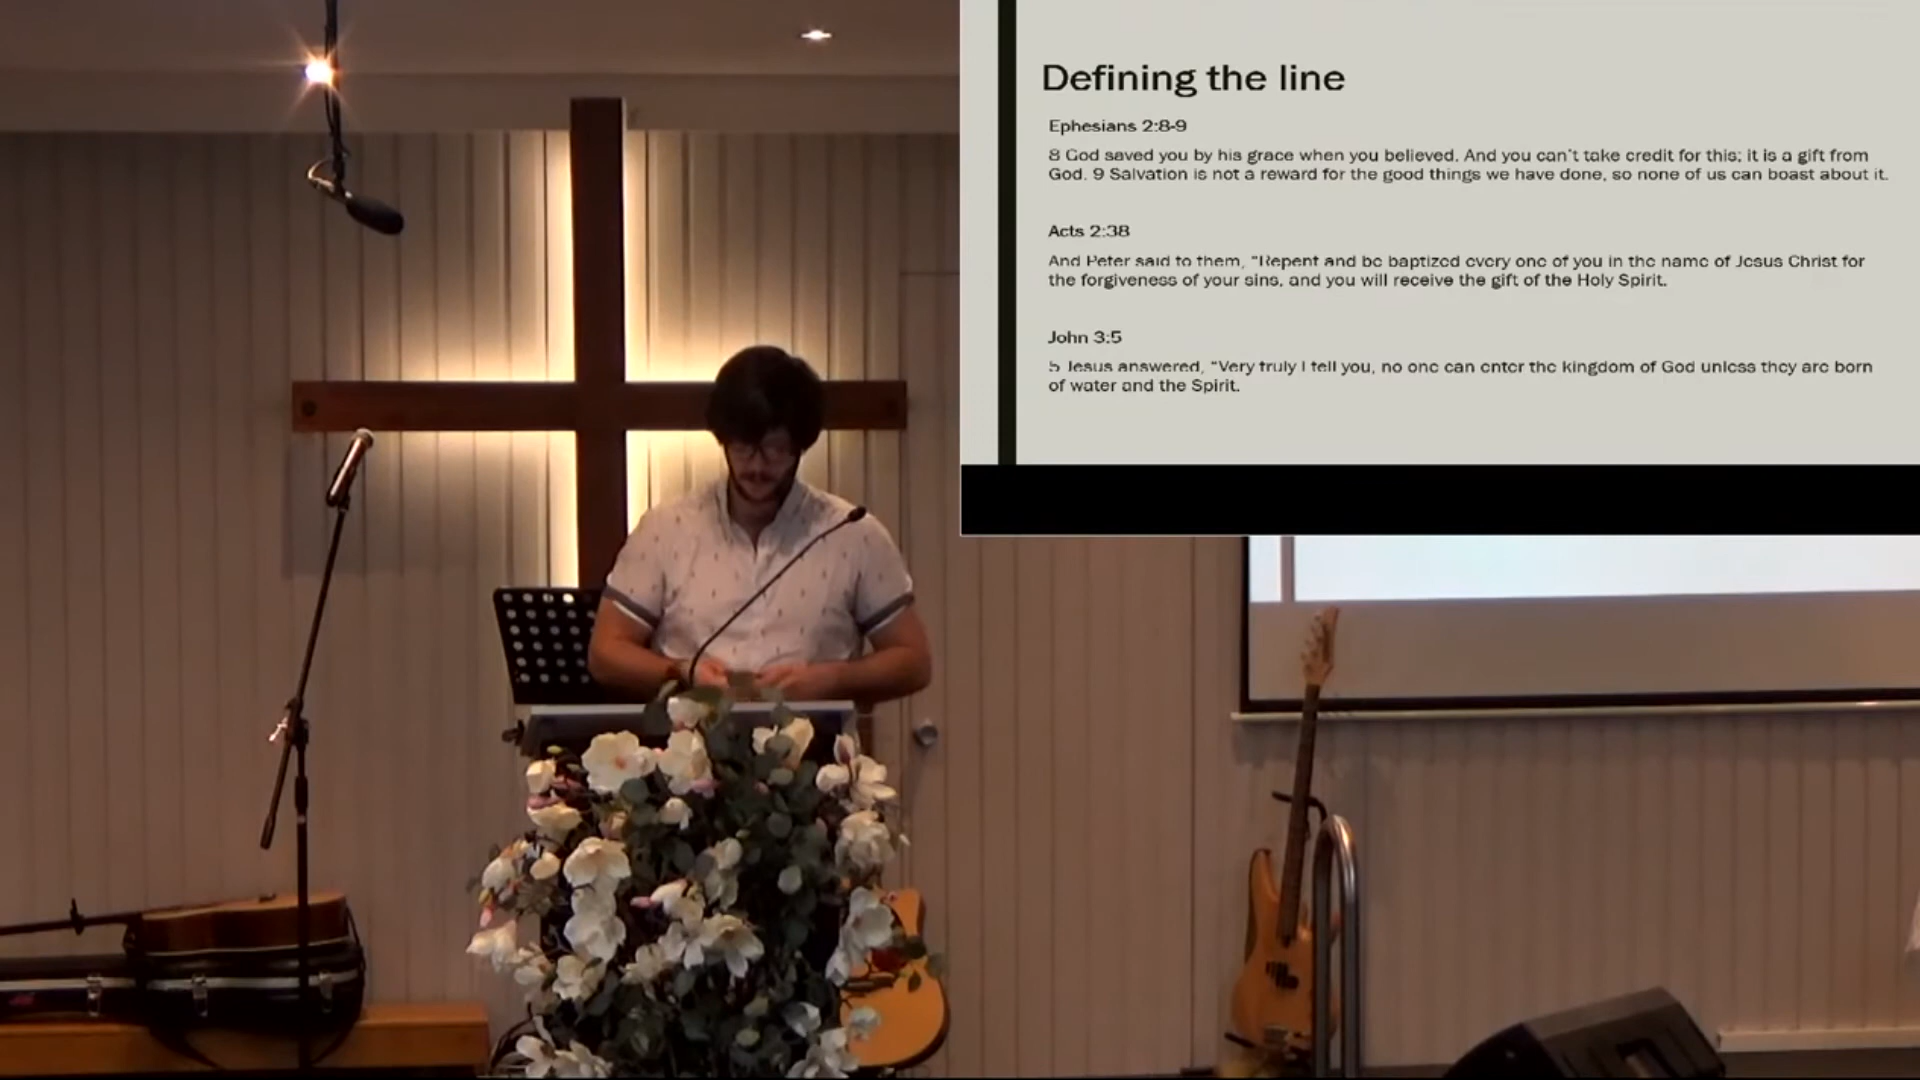 Defining the line
Ephesians 2:8-9
8 God saved you by his grace when you believed. And you can't take credit for this; it is a gift from
God. 9 Salvation is not a reward for the good things we have done, so none of us can boast about it.
Acts 2:38
And Peter said to them, “Repent and be baptized every one of you in the name of Jesus Christ for
the forgiveness of your sins, and you will receive the gift of the Holy Spirit.
John 3:5
5 Jesus answered, “Very truly I tell you, no one can enter the kingdom of God unless they are born
of water and the Spirit.